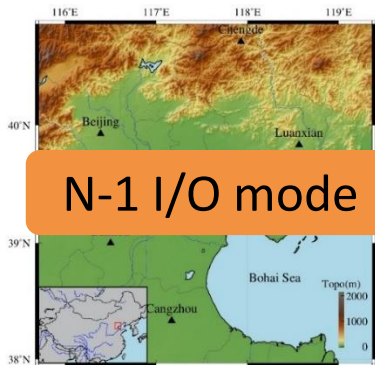 116°E 117°E 118°E 119°E
Chengde
40°N
Beijing
Luanxian
N-1 I/O mode
39°N
Bohai Sea
Topo(m)
2000
1000
0
Cangzhou
38°N